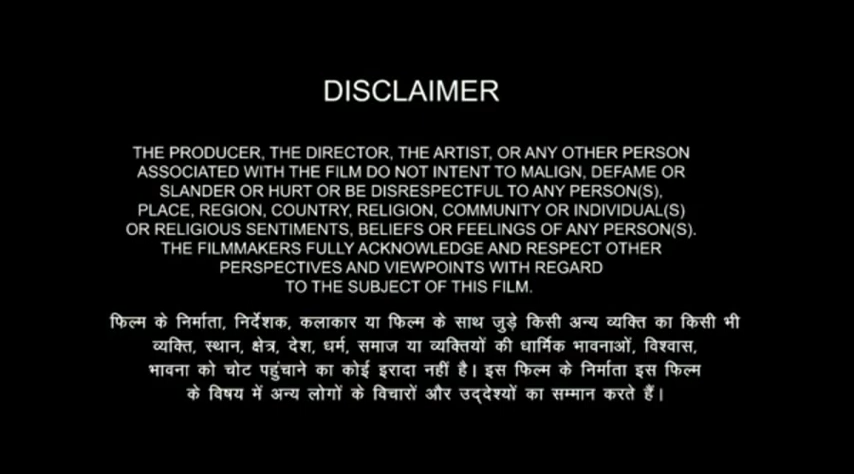 DISCLAIMER
THE PRODUCER, THE DIRECTOR, THE ARTIST, OR ANY OTHER PERSON
ASSOCIATED WITH THE FILM DO NOT INTENT TO MALIGN, DEFAME OR
SLANDER OR HURT OR BE DISRESPECTFUL TO ANY PERSON(S),
PLACE, REGION, COUNTRY, RELIGION, COMMUNITY OR INDIVIDUAL(S)
OR RELIGIOUS SENTIMENTS, BELIEFS OR FEELINGS OF ANY PERSON(S).
THE FILMMAKERS FULLY ACKNOWLEDGE AND RESPECT OTHER
PERSPECTIVES AND VIEWPOINTS WITH REGARD
TO THE SUBJECT OF THIS FILM.
फिल्म के निर्माता, निर्देशक, कलाकार या फिल्म के साथ जुड़े किसी अन्य व्यक्ति का किसी भी
व्यक्ति, स्थान, क्षेत्र, देश, धर्म, समाज या व्यक्तियों की धार्मिक भावनाओं, विश्वास,
भावना को चोट पहुंचाने का कोई इरादा नहीं है। इस फिल्म के निर्माता इस फिल्म
के विषय में अन्य लोगों के विचारों और उद्देश्यों का सम्मान करते हैं।